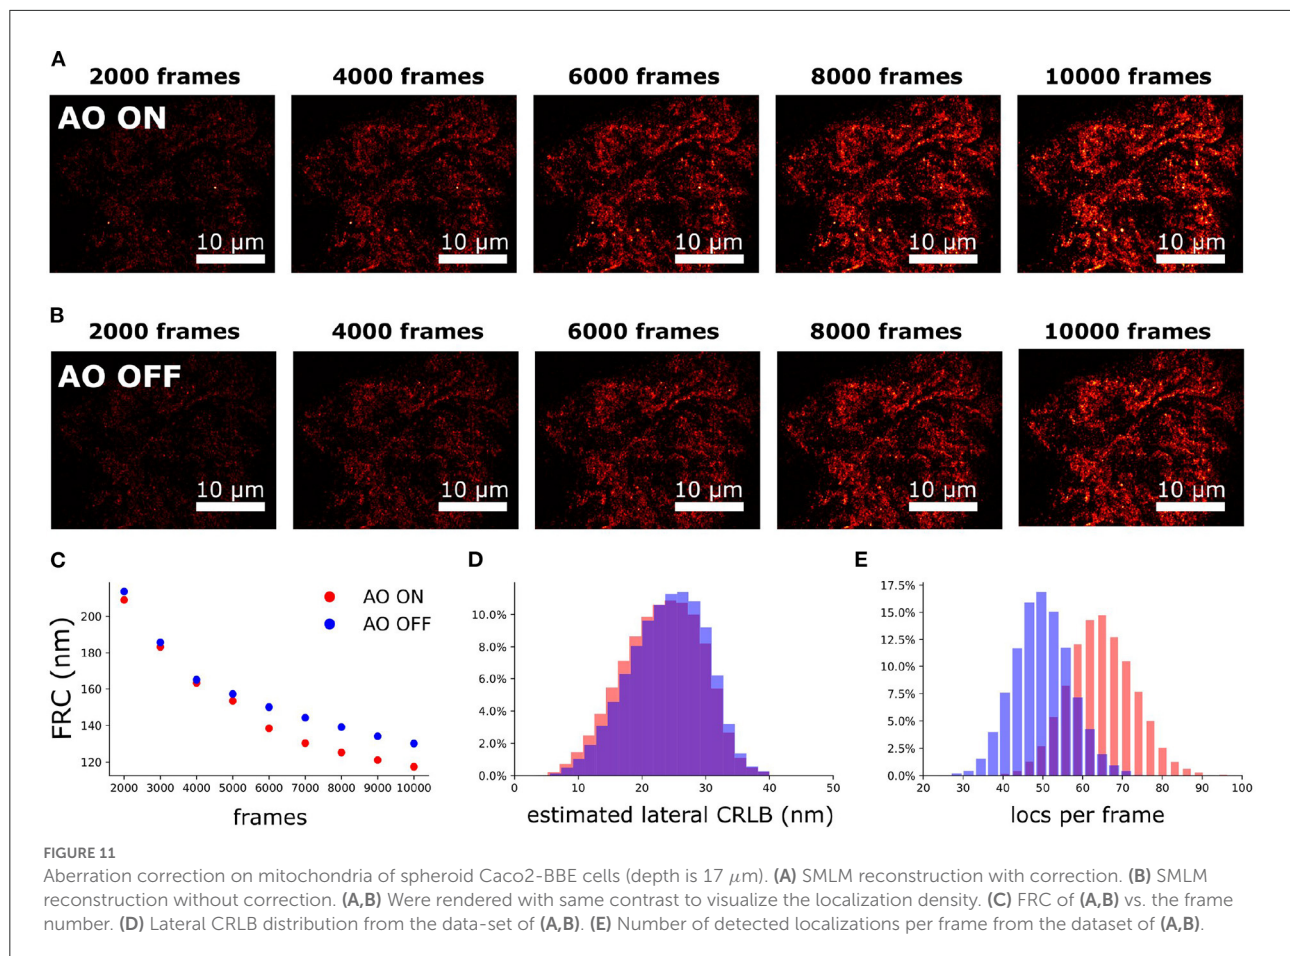 A
2000 frames 4000 frames 6000 frames 8000 frames 10000 frames
AO ON
10 μm 10 μm 10 μm 10 μm 10 μm
B
2000 frames 4000 frames 6000 frames 8000 frames 10000 frames
AO OFF
10 μm 10 μm 10 μm 10 μm 10 μm
C
FRC (nm)
200
180
160
140
120
2000 3000 4000 5000 6000 7000 8000 9000 10000
frames
AO ON
AO OFF
D
10.0%
8.0%
6.0%
4.0%
2.0%
0.0%
0 10 20 30 40 50
estimated lateral CRLB (nm)
E
17.5%
15.0%
12.5%
10.0%
7.5%
5.0%
2.5%
0.0%
20 30 40 50 60 70 80 90 100
locs per frame
FIGURE 11
Aberration correction on mitochondria of spheroid Caco2-BBE cells (depth is 17 μm). (A) SMLM reconstruction with correction. (B) SMLM
reconstruction without correction. (A,B) Were rendered with same contrast to visualize the localization density. (C) FRC of (A,B) vs. the frame
number. (D) Lateral CRLB distribution from the data-set of (A,B). (E) Number of detected localizations per frame from the dataset of (A,B).